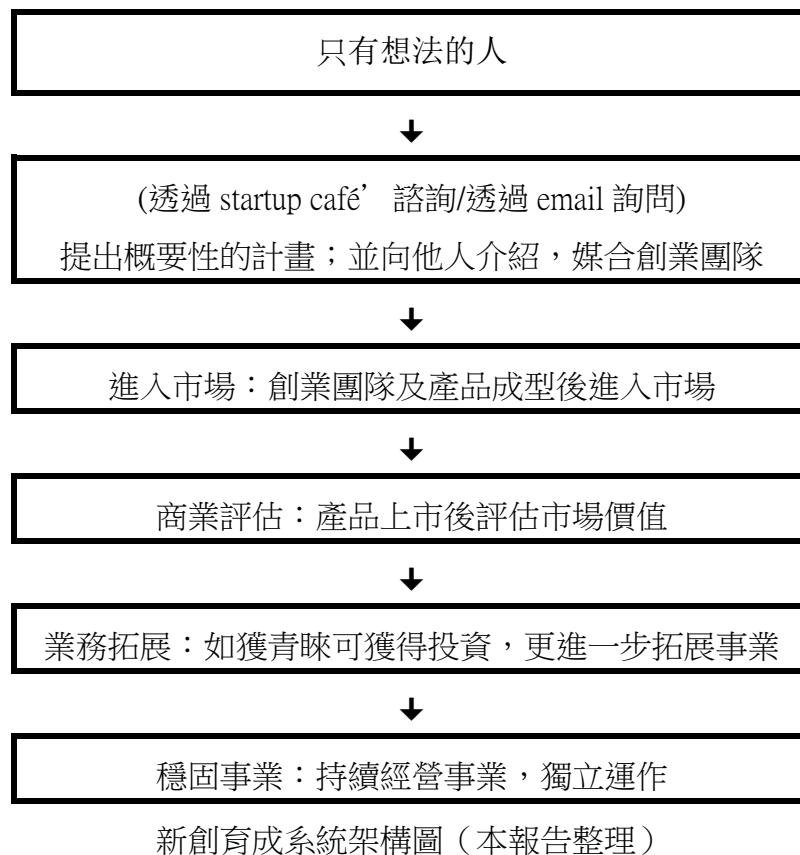 只有想法的人
(透過 startup café’ 諮詢/透過 email 詢問)
提出概要性的計畫；並向他人介紹，媒合創業團隊
進入市場：創業團隊及產品成型後進入市場
商業評估：產品上市後評估市場價值
業務拓展：如獲青睞可獲得投資，更進一步拓展事業
穩固事業：持續經營事業，獨立運作
新創育成系統架構圖（本報告整理）